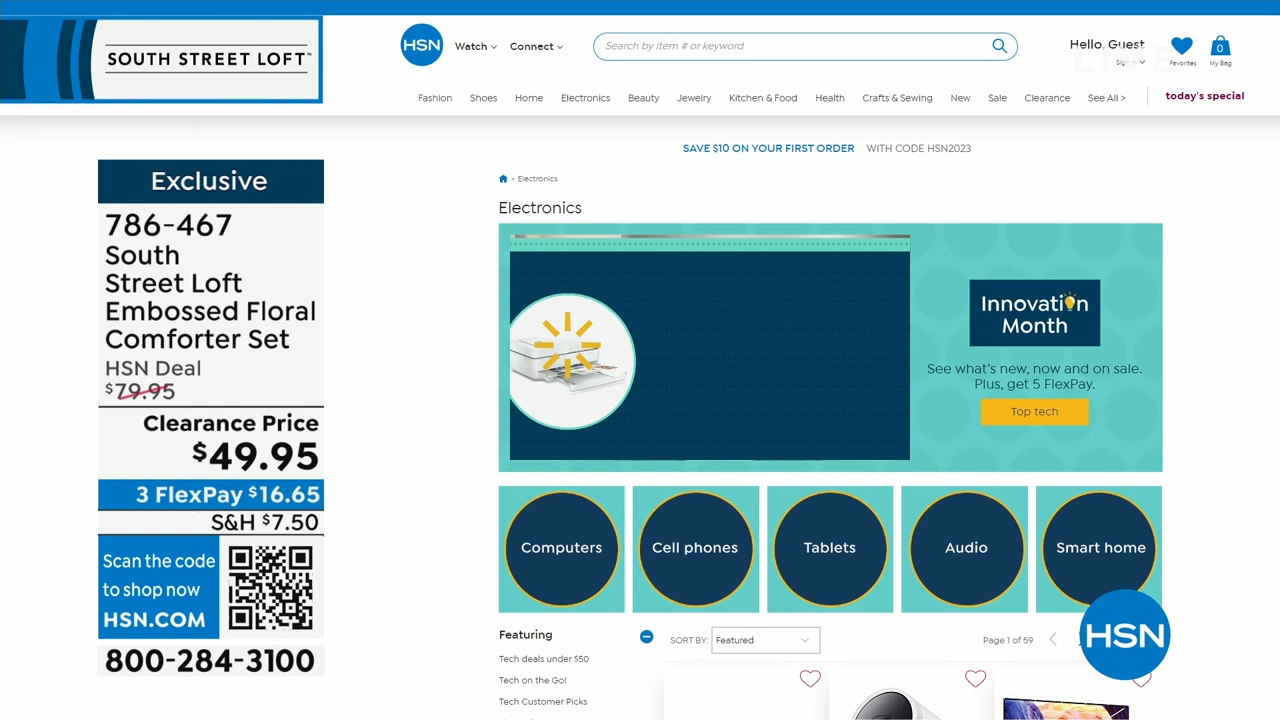 SOUTH STREET LOFT™
HSN
Watch
Connect
Search by item # or keyword
Hello, Guest
Sign In
Favorites
0
My Bag
Fashion
Shoes
Home
Electronics
Beauty
Jewelry
Kitchen & Food
Health
Crafts & Sewing
New
Sale
Clearance
See All >
today's special
SAVE $10 ON YOUR FIRST ORDER WITH CODE HSN2023
> Electronics
Electronics
Exclusive
786-467
South
Street Loft
Embossed Floral
Comforter Set
HSN Deal
$79.95
Clearance Price
$49.95
3 FlexPay $16.65
S&H $7.50
Scan the code
to shop now
HSN.COM
800-284-3100
Innovation
Month
See what's new, now and on sale.
Plus, get 5 FlexPay.
Top tech
Computers
Cell phones
Tablets
Audio
Smart home
Featuring
Tech deals under $50
Tech on the Go!
Tech Customer Picks
SORT BY: Featured
Page 1 of 59
HSN